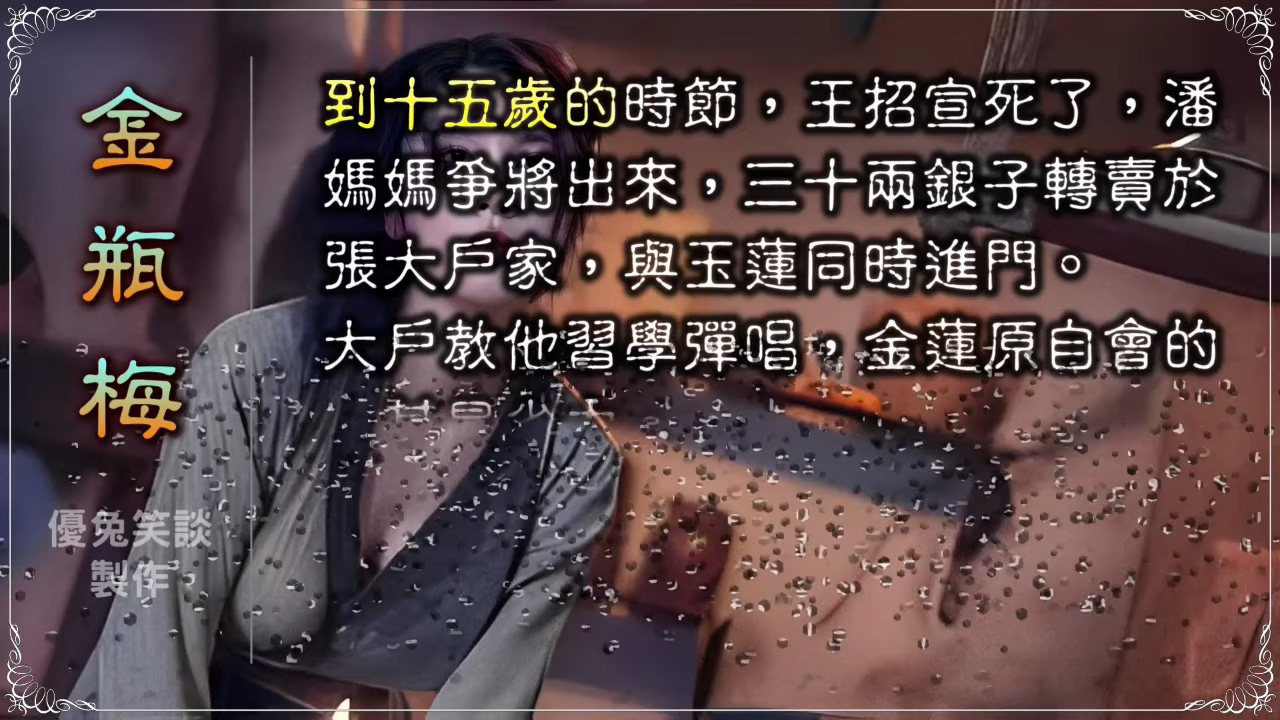 金瓶梅
優兔笑談
製作
到十五歲的時節，王招宣死了，潘
媽媽爭將出來，三十兩銀子轉賣於
張大戶家，與玉蓮同時進門。
大戶教他習學彈唱，金蓮原自會的